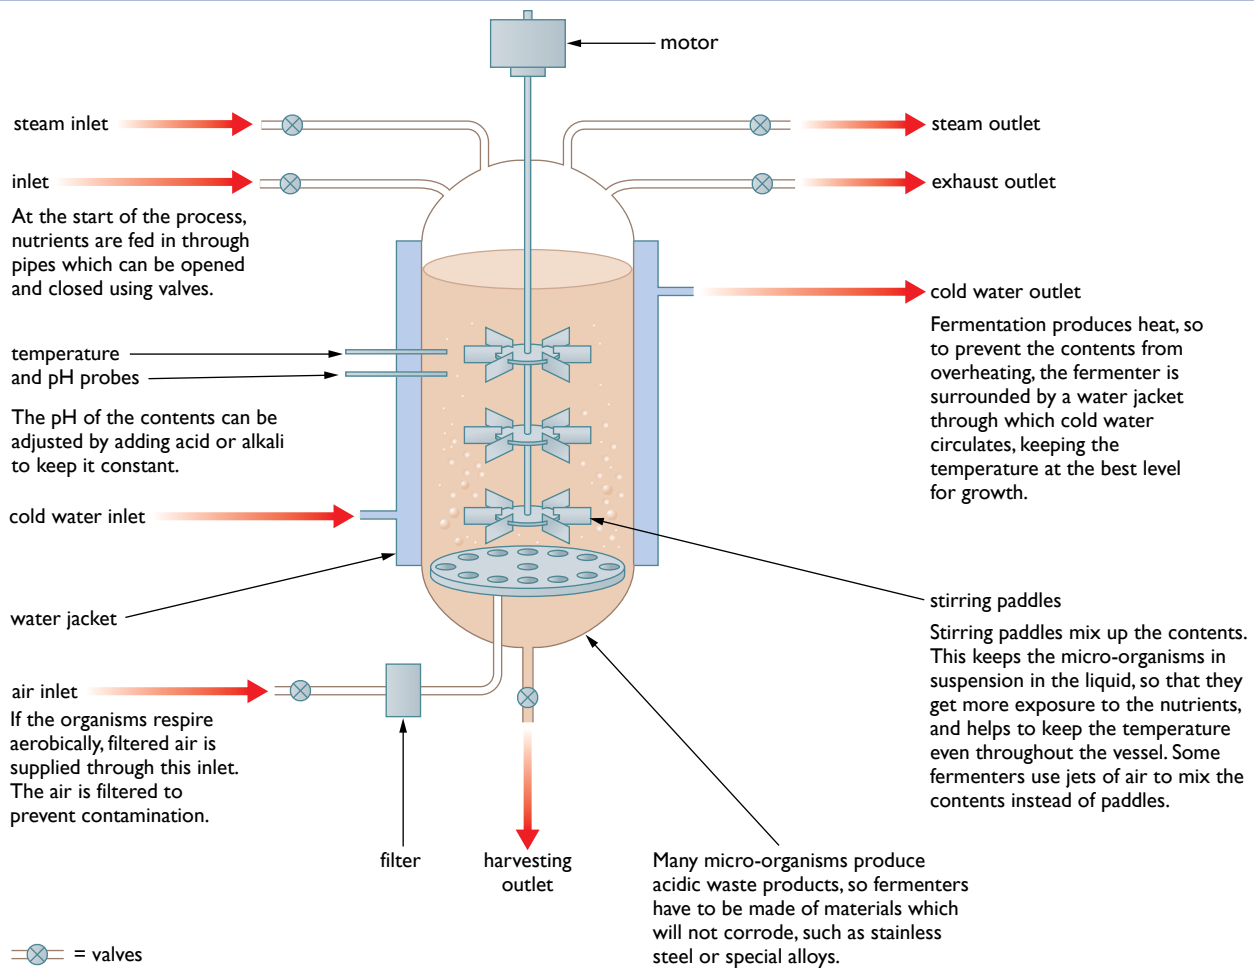 motor
steam inlet
steam outlet
inlet
exhaust outlet
At the start of the process,
nutrients are fed in through
pipes which can be opened
and closed using valves.
cold water outlet
Fermentation produces heat, so
to prevent the contents from
overheating, the fermenter is
surrounded by a water jacket
through which cold water
circulates, keeping the
temperature at the best level
for growth.
temperature
and pH probes
The pH of the contents can be
adjusted by adding acid or alkali
to keep it constant.
cold water inlet
water jacket
stirring paddles
Stirring paddles mix up the contents.
This keeps the micro-organisms in
suspension in the liquid, so that they
get more exposure to the nutrients,
and helps to keep the temperature
even throughout the vessel. Some
fermenters use jets of air to mix the
contents instead of paddles.
air inlet
If the organisms respire
aerobically, filtered air is
supplied through this inlet.
The air is filtered to
prevent contamination.
filter
harvesting
outlet
Many micro-organisms produce
acidic waste products, so fermenters
have to be made of materials which
will not corrode, such as stainless
steel or special alloys.
= valves